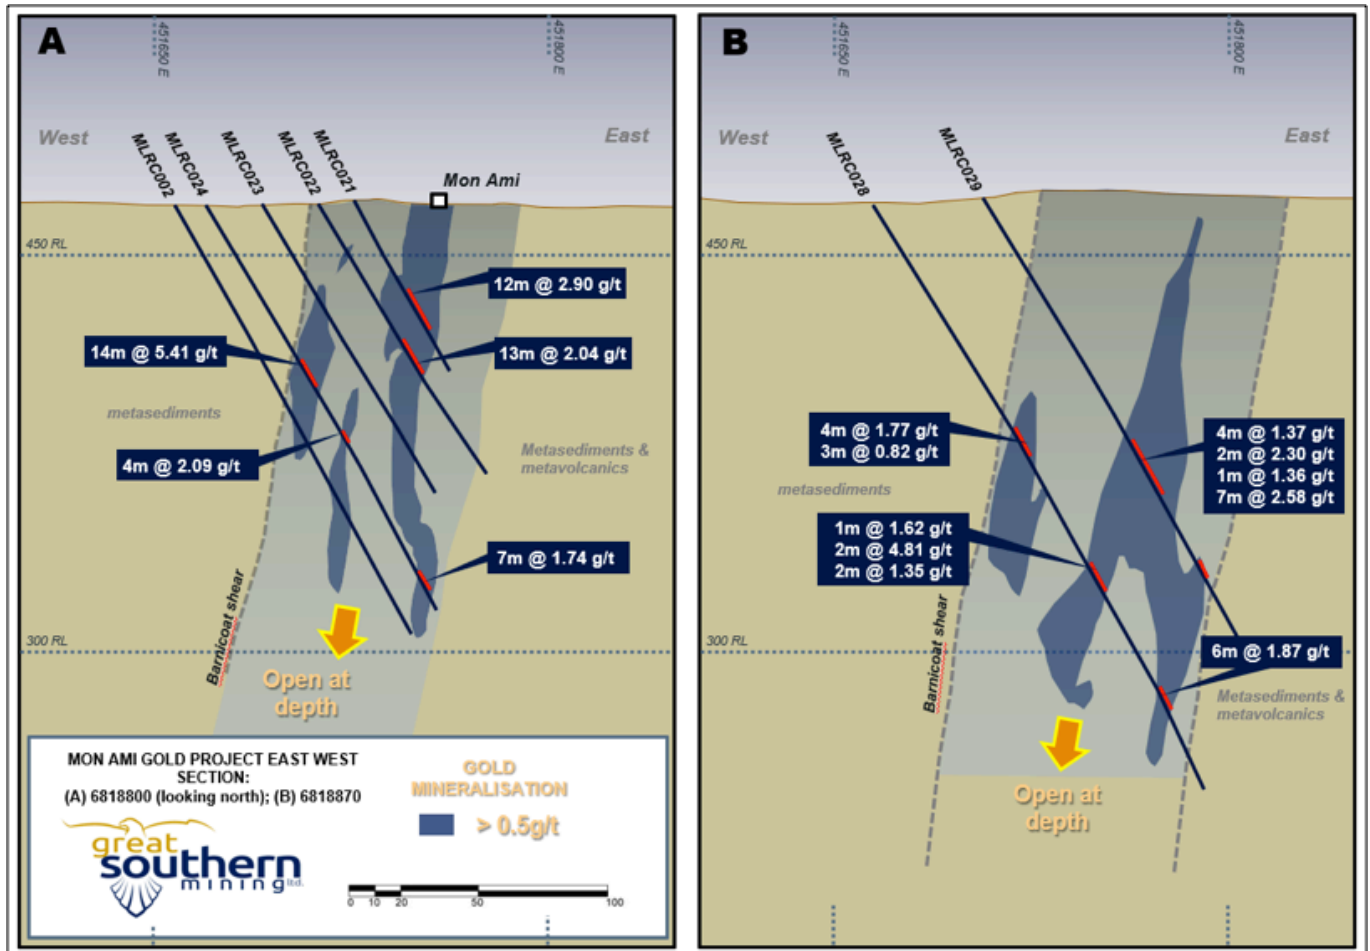 A
451650 E
451800 E
West
East
MLRC002
MLRC024
MLRC023
MLRC022
MLRC021
Mon Ami
450 RL
12m @ 2.90 g/t
14m @ 5.41 g/t
13m @ 2.04 g/t
metasediments
4m @ 2.09 g/t
Metasediments &
metavolcanics
7m @ 1.74 g/t
Barnicoat shear
300 RL
Open at
depth
MON AMI GOLD PROJECT EAST WEST
SECTION:
(A) 6818800 (looking north); (B) 6818870
great
southern
mining ltd.
GOLD
MINERALISATION
> 0.5g/t
0 10 20 50 100
B
451650 E
451800 E
West
East
MLRC028
MLRC029
450 RL
4m @ 1.77 g/t
3m @ 0.82 g/t
4m @ 1.37 g/t
2m @ 2.30 g/t
1m @ 1.36 g/t
7m @ 2.58 g/t
metasediments
1m @ 1.62 g/t
2m @ 4.81 g/t
2m @ 1.35 g/t
Barnicoat shear
300 RL
6m @ 1.87 g/t
Metasediments &
metavolcanics
Open at
depth